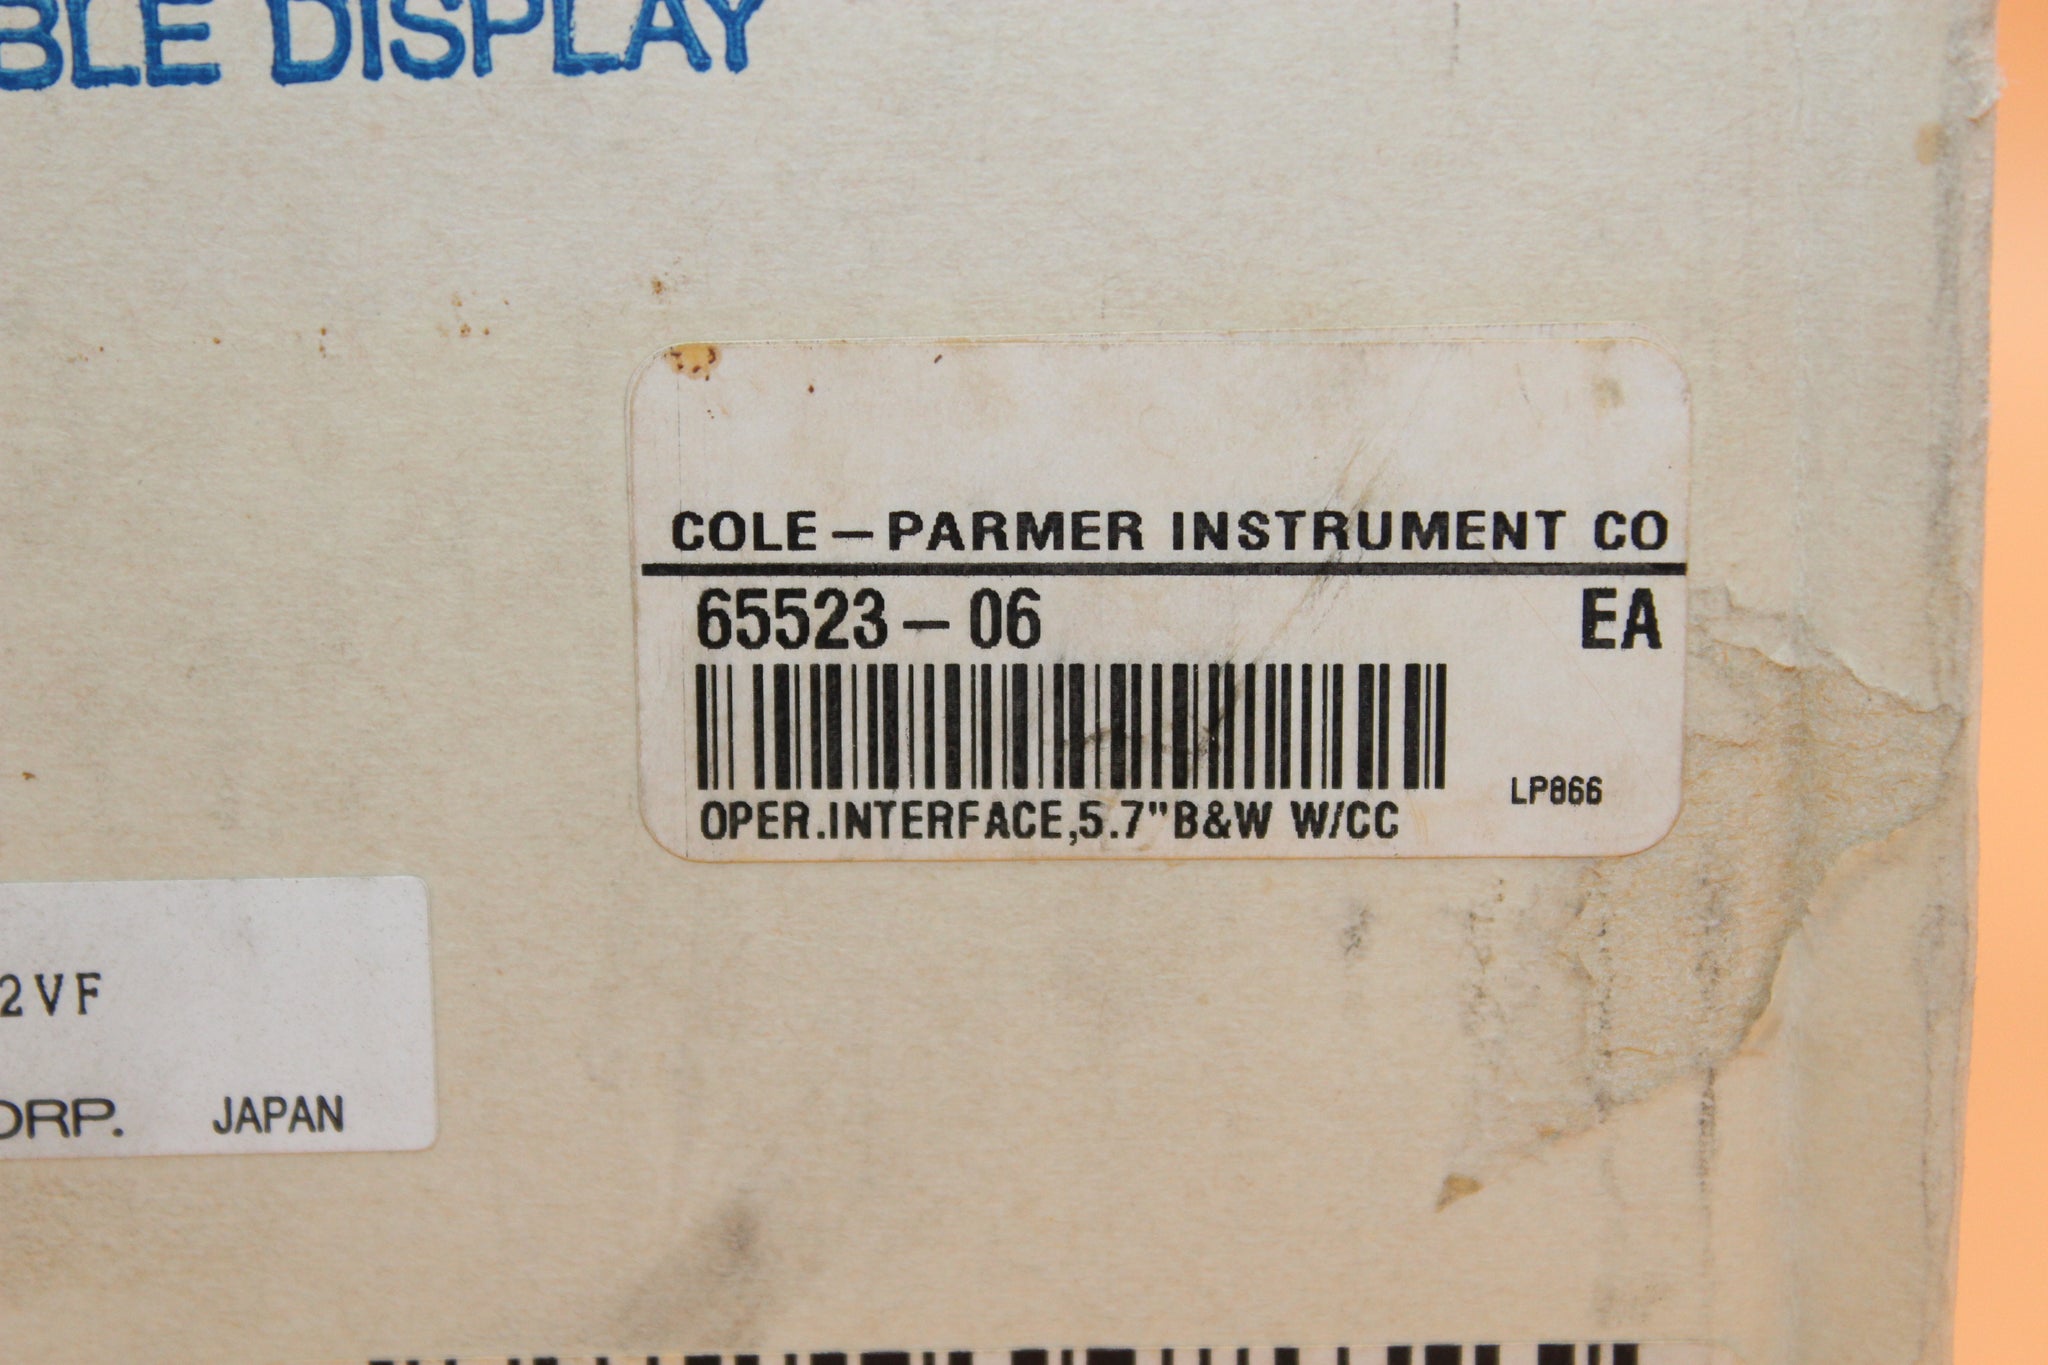 BLE DISPLAY
COLE-PARMER INSTRUMENT CO
65523-06 EA
LP866
OPER.INTERFACE,5.7"B&W W/CC
2VF
ORP. JAPAN